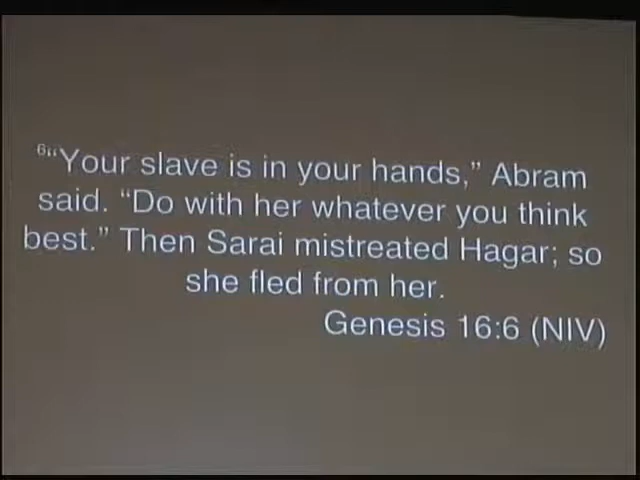 ⁶“Your slave is in your hands,” Abram
said. “Do with her whatever you think
best.” Then Sarai mistreated Hagar; so
she fled from her.
Genesis 16:6 (NIV)